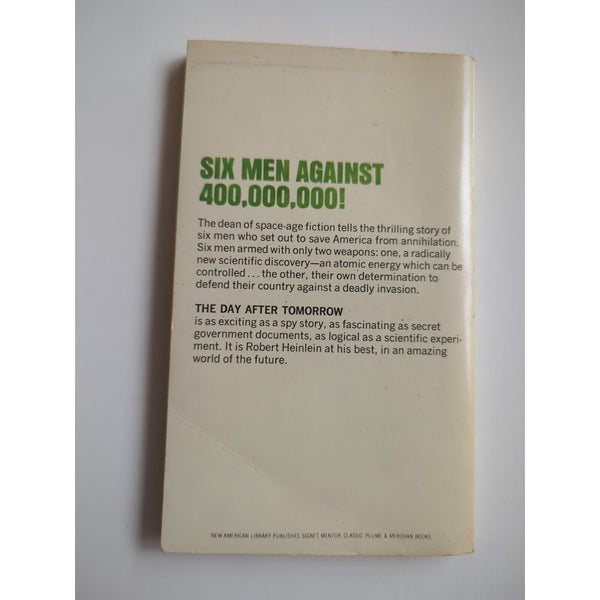 SIX MEN AGAINST
400,000,000!
The dean of space-age fiction tells the thrilling story of
six men who set out to save America from annihilation.
Six men armed with only two weapons: one, a radically
new scientific discovery—an atomic energy which can be
controlled...the other, their own determination to
defend their country against a deadly invasion.
THE DAY AFTER TOMORROW
is as exciting as a spy story, as fascinating as secret
government documents, as logical as a scientific experi-
ment. It is Robert Heinlein at his best, in an amazing
world of the future.
NEW AMERICAN LIBRARY PUBLISHES SIGNET, MENTOR, CLASSIC, PLUME & MERIDIAN BOOKS